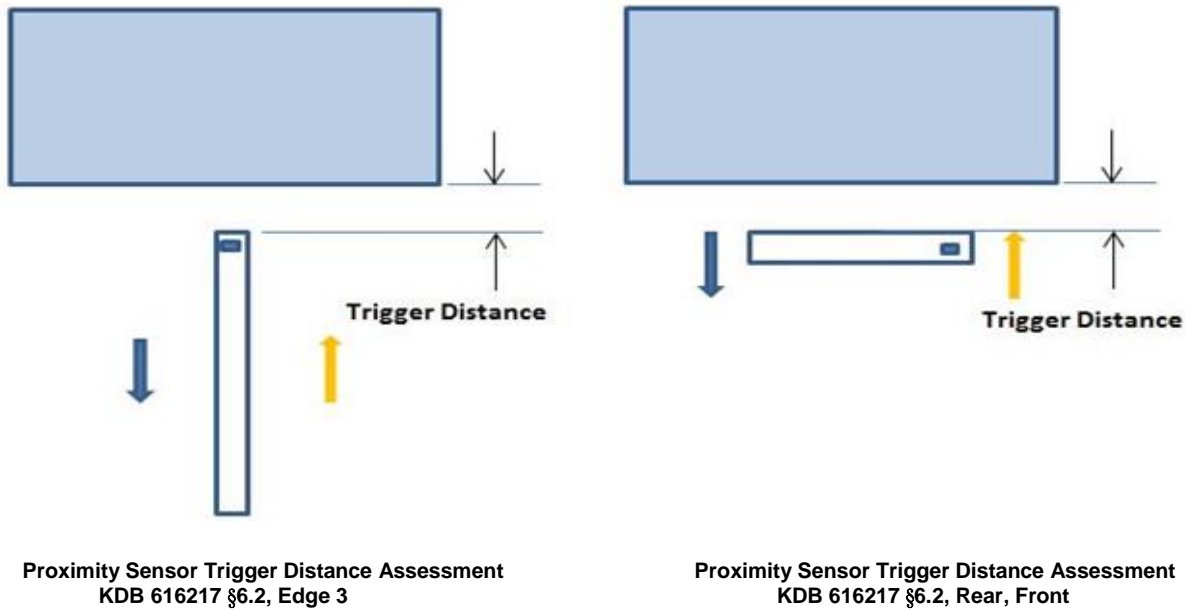 Trigger Distance
Trigger Distance
Proximity Sensor Trigger Distance Assessment
KDB 616217 §6.2, Edge 3
Proximity Sensor Trigger Distance Assessment
KDB 616217 §6.2, Rear, Front